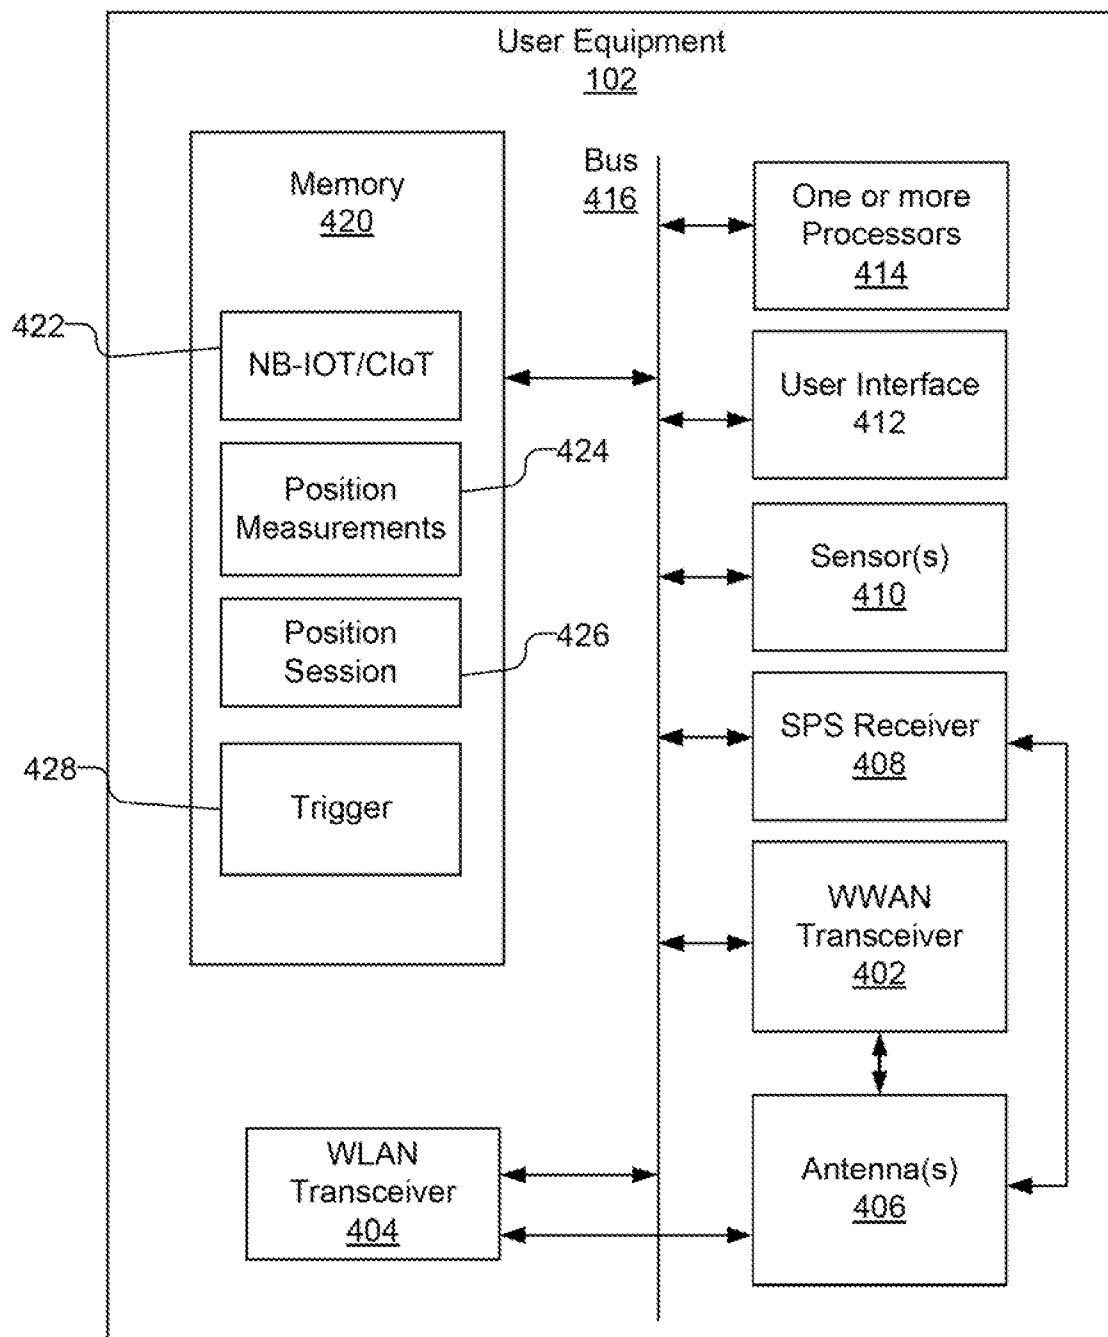 User Equipment
102
Memory
420
422
NB-IOT/CIoT
424
Position
Measurements
Position
Session
426
428
Trigger
Bus
416
One or more
Processors
414
User Interface
412
Sensor(s)
410
SPS Receiver
408
WWAN
Transceiver
402
WLAN
Transceiver
404
Antenna(s)
406